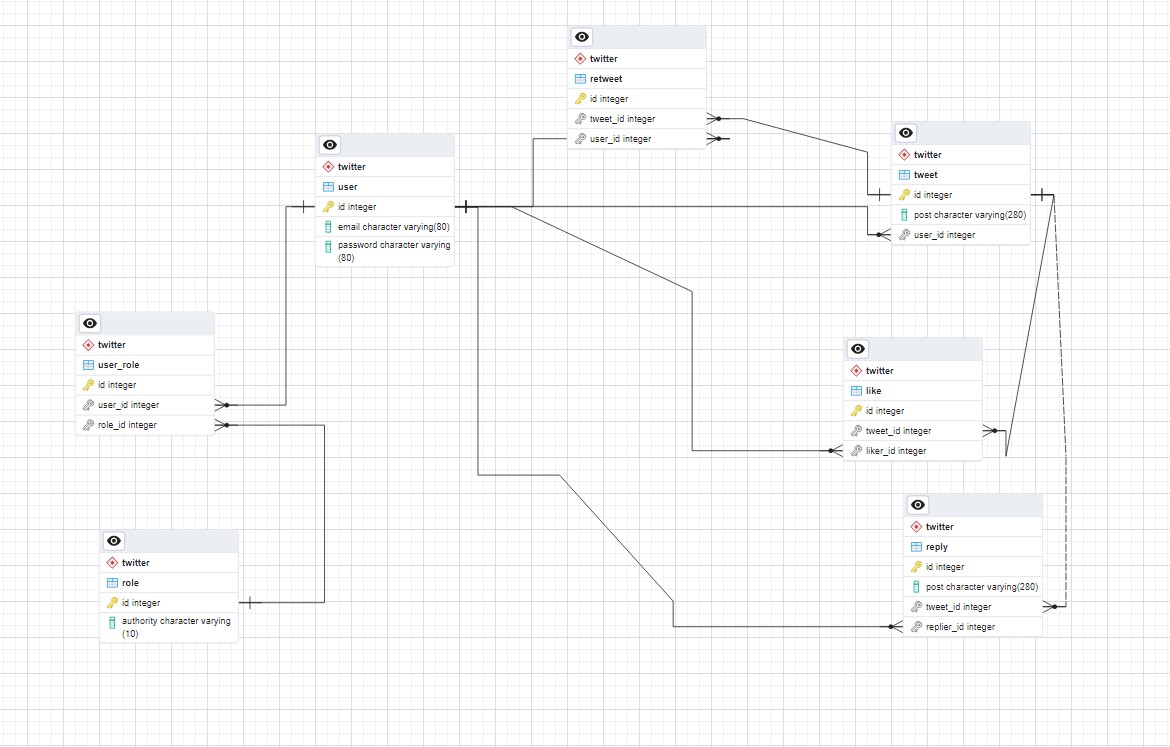 twitter
retweet
id integer
tweet_id integer
user_id integer
twitter
user
id integer
email character varying(80)
password character varying
(80)
twitter
tweet
id integer
post character varying(280)
user_id integer
twitter
user_role
id integer
user_id integer
role_id integer
twitter
like
id integer
tweet_id integer
liker_id integer
twitter
role
id integer
authority character varying
(10)
twitter
reply
id integer
post character varying(280)
tweet_id integer
replier_id integer